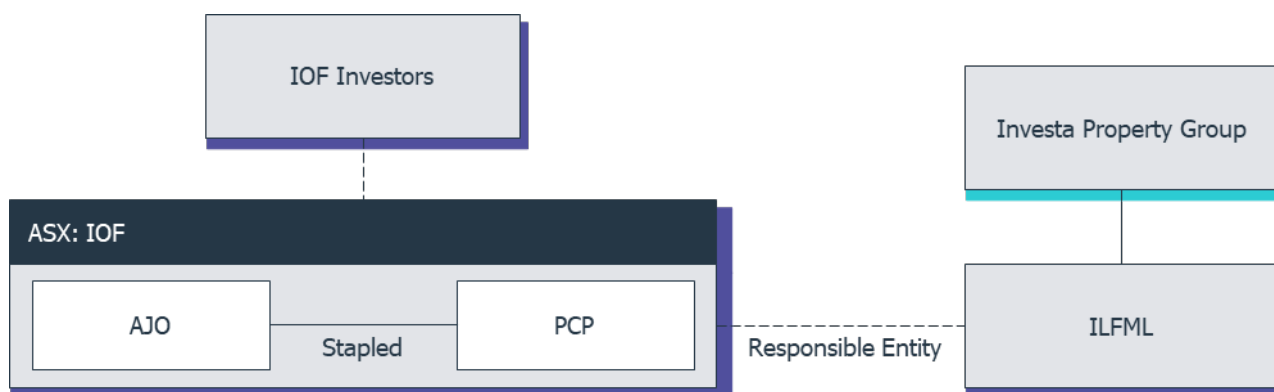 IOF Investors
Investa Property Group
ASX: IOF
AJO
Stapled
PCP
Responsible Entity
ILFML